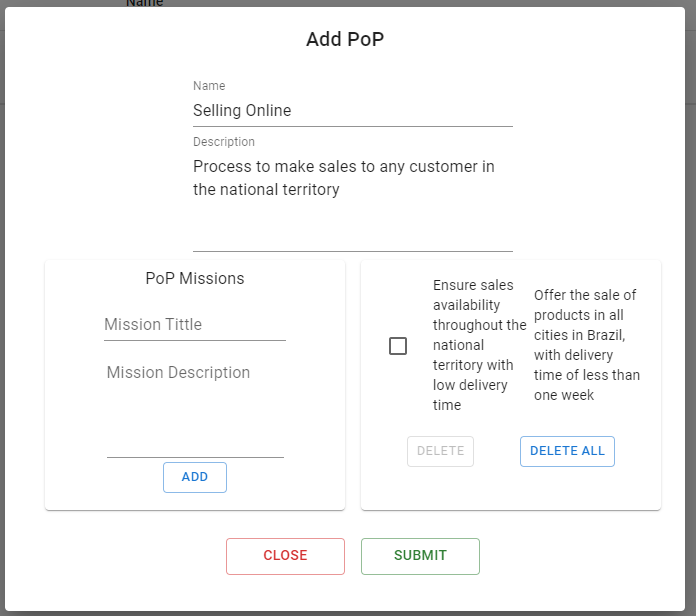 Name
Add PoP
Name
Selling Online
Description
Process to make sales to any customer in
the national territory
PoP Missions
Mission Tittle
Mission Description
ADD
Ensure sales
availability
throughout the
national
territory with
low delivery
time
Offer the sale of
products in all
cities in Brazil,
with delivery
time of less than
one week
DELETE
DELETE ALL
CLOSE
SUBMIT